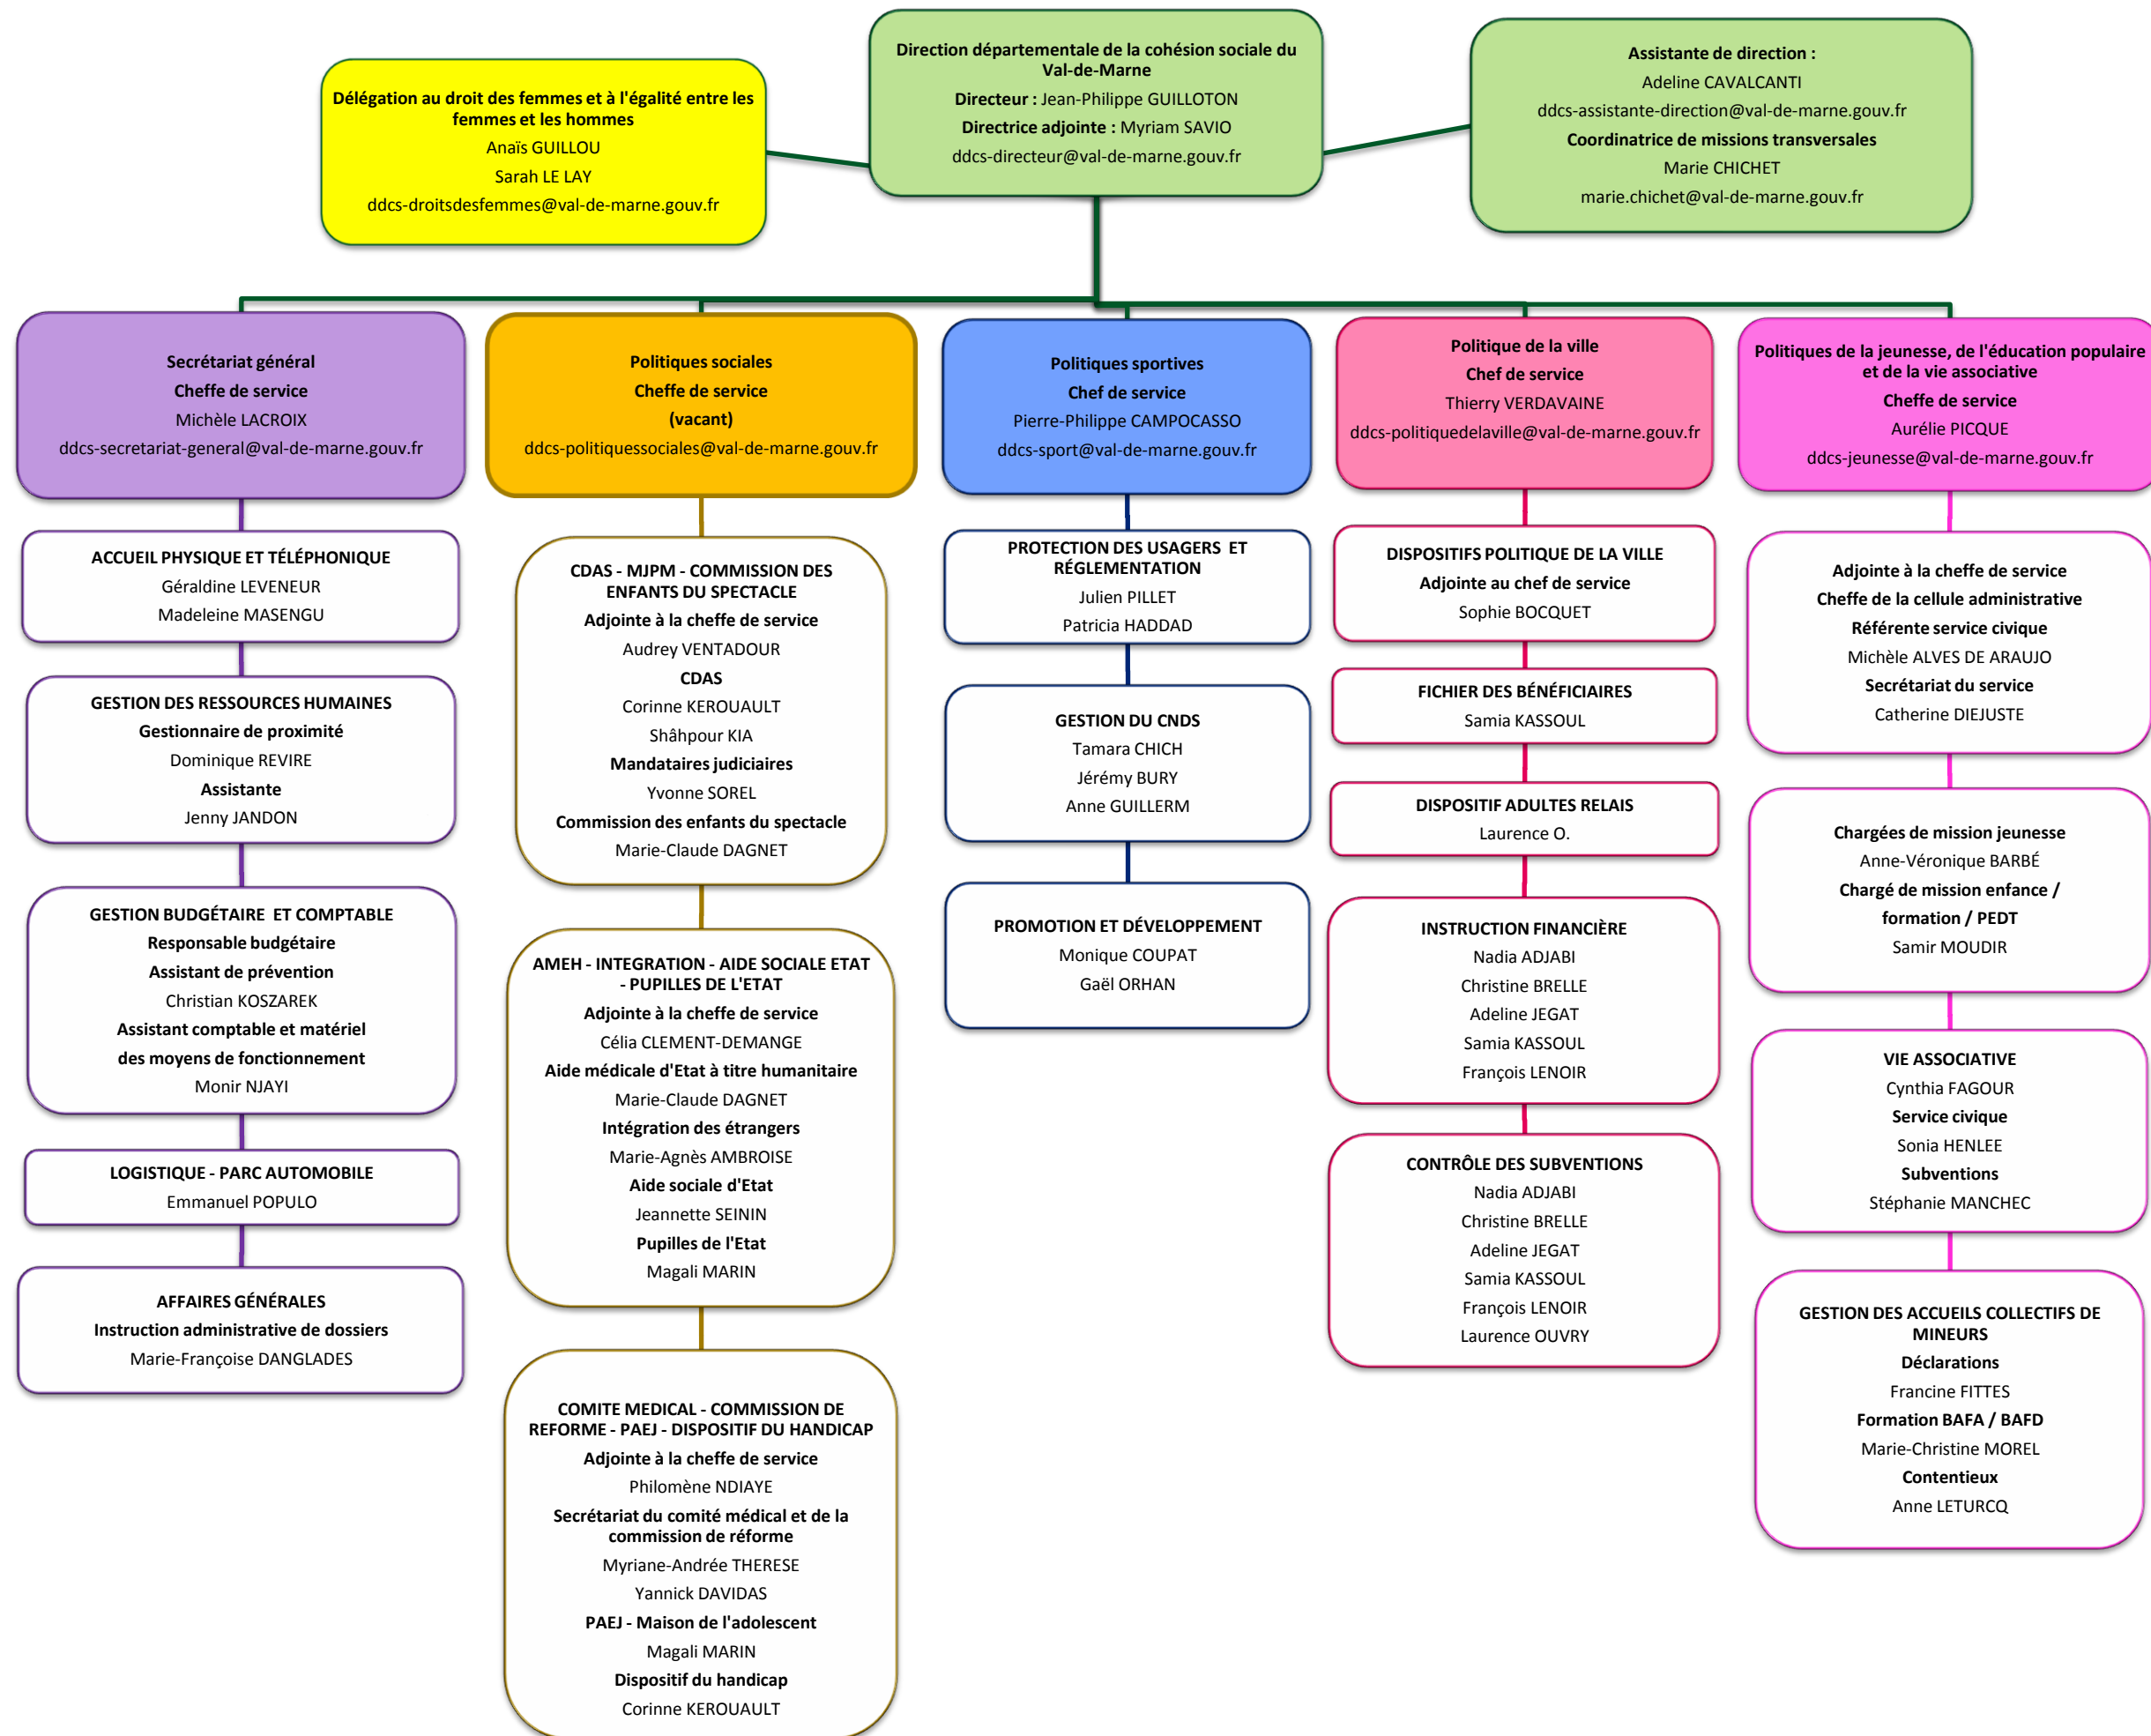 Direction départementale de la cohésion sociale du
Val-de-Marne
Directeur : Jean-Philippe GUILLOTON
Directrice adjointe : Myriam SAVIO
ddcs-directeur@val-de-marne.gouv.fr
Délégation au droit des femmes et à l'égalité entre les
femmes et les hommes
Anaïs GUILLOU
Sarah LE LAY
ddcs-droitsdesfemmes@val-de-marne.gouv.fr
Assistante de direction :
Adeline CAVALCANTI
ddcs-assistante-direction@val-de-marne.gouv.fr
Coordinatrice de missions transversales
Marie CHICHET
marie.chichet@val-de-marne.gouv.fr
Secrétariat général
Cheffe de service
Michèle LACROIX
ddcs-secretariat-general@val-de-marne.gouv.fr
ACCUEIL PHYSIQUE ET TÉLÉPHONIQUE
Géraldine LEVENEUR
Madeleine MASENGU
GESTION DES RESSOURCES HUMAINES
Gestionnaire de proximité
Dominique REVIRE
Assistante
Jenny JANDON
GESTION BUDGÉTAIRE ET COMPTABLE
Responsable budgétaire
Assistant de prévention
Christian KOSZAREK
Assistant comptable et matériel
des moyens de fonctionnement
Monir NJAYI
LOGISTIQUE - PARC AUTOMOBILE
Emmanuel POPULO
AFFAIRES GÉNÉRALES
Instruction administrative de dossiers
Marie-Françoise DANGLADES
Politiques sociales
Cheffe de service
(vacant)
ddcs-politiquessociales@val-de-marne.gouv.fr
CDAS - MJPM - COMMISSION DES
ENFANTS DU SPECTACLE
Adjointe à la cheffe de service
Audrey VENTADOUR
CDAS
Corinne KEROUAULT
Shâhpour KIA
Mandataires judiciaires
Yvonne SOREL
Commission des enfants du spectacle
Marie-Claude DAGNET
AMEH - INTEGRATION - AIDE SOCIALE ETAT
- PUPILLES DE L'ETAT
Adjointe à la cheffe de service
Célia CLEMENT-DEMANGE
Aide médicale d'Etat à titre humanitaire
Marie-Claude DAGNET
Intégration des étrangers
Marie-Agnès AMBROISE
Aide sociale d'Etat
Jeannette SEININ
Pupilles de l'Etat
Magali MARIN
COMITE MEDICAL - COMMISSION DE
REFORME - PAEJ - DISPOSITIF DU HANDICAP
Adjointe à la cheffe de service
Philomène NDIAYE
Secrétariat du comité médical et de la
commission de réforme
Myriane-Andrée THERESE
Yannick DAVIDAS
PAEJ - Maison de l'adolescent
Magali MARIN
Dispositif du handicap
Corinne KEROUAULT
Politiques sportives
Chef de service
Pierre-Philippe CAMPOCASSO
ddcs-sport@val-de-marne.gouv.fr
PROTECTION DES USAGERS ET
RÉGLEMENTATION
Julien PILLET
Patricia HADDAD
GESTION DU CNDS
Tamara CHICH
Jérémy BURY
Anne GUILLERM
PROMOTION ET DÉVELOPPEMENT
Monique COUPAT
Gaël ORHAN
Politique de la ville
Chef de service
Thierry VERDAVAINE
ddcs-politiquedelaville@val-de-marne.gouv.fr
DISPOSITIFS POLITIQUE DE LA VILLE
Adjointe au chef de service
Sophie BOCQUET
FICHIER DES BÉNÉFICIAIRES
Samia KASSOUL
DISPOSITIF ADULTES RELAIS
Laurence O.
INSTRUCTION FINANCIÈRE
Nadia ADJABI
Christine BRELLE
Adeline JEGAT
Samia KASSOUL
François LENOIR
CONTRÔLE DES SUBVENTIONS
Nadia ADJABI
Christine BRELLE
Adeline JEGAT
Samia KASSOUL
François LENOIR
Laurence OUVRY
Politiques de la jeunesse, de l'éducation populaire
et de la vie associative
Cheffe de service
Aurélie PICQUE
ddcs-jeunesse@val-de-marne.gouv.fr
Adjointe à la cheffe de service
Cheffe de la cellule administrative
Référente service civique
Michèle ALVES DE ARAUJO
Secrétariat du service
Catherine DIEJUSTE
Chargées de mission jeunesse
Anne-Véronique BARBÉ
Chargé de mission enfance /
formation / PEDT
Samir MOUDIR
VIE ASSOCIATIVE
Cynthia FAGOUR
Service civique
Sonia HENLEE
Subventions
Stéphanie MANCHEC
GESTION DES ACCUEILS COLLECTIFS DE
MINEURS
Déclarations
Francine FITTES
Formation BAFA / BAFD
Marie-Christine MOREL
Contentieux
Anne LETURCQ